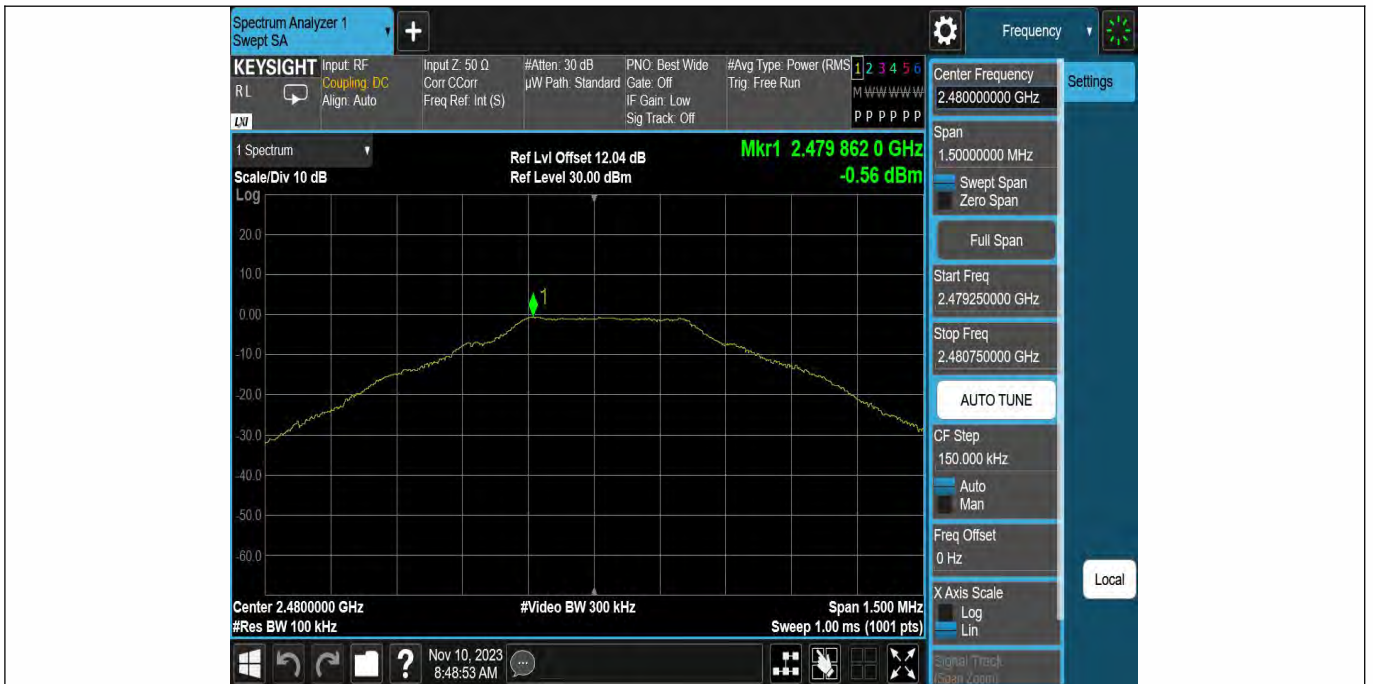 Spectrum Analyzer 1
Swept SA
+
Frequency
KEYSIGHT
R L
LXI
Input: RF
Coupling: DC
Align: Auto
Input Z: 50 Ω
Corr CCorr
Freq Ref: Int (S)
#Atten: 30 dB
µW Path: Standard
PNO: Best Wide
Gate: Off
IF Gain: Low
Sig Track: Off
#Avg Type: Power (RMS
Trig: Free Run
1 2 3 4 5 6
M W W W W W
P P P P P P
1 Spectrum
Scale/Div 10 dB
Log
Ref Lvl Offset 12.04 dB
Ref Level 30.00 dBm
Mkr1 2.479 862 0 GHz
-0.56 dBm
1
20.0
10.0
0.00
-10.0
-20.0
-30.0
-40.0
-50.0
-60.0
Center 2.4800000 GHz
#Res BW 100 kHz
#Video BW 300 kHz
Span 1.500 MHz
Sweep 1.00 ms (1001 pts)
Center Frequency
2.480000000 GHz
Settings
Span
1.50000000 MHz
Swept Span
Zero Span
Full Span
Start Freq
2.479250000 GHz
Stop Freq
2.480750000 GHz
AUTO TUNE
CF Step
150.000 kHz
Auto
Man
Freq Offset
0 Hz
X Axis Scale
Log
Lin
Signal Track
(Span Zoom)
Local
?
Nov 10, 2023
8:48:53 AM